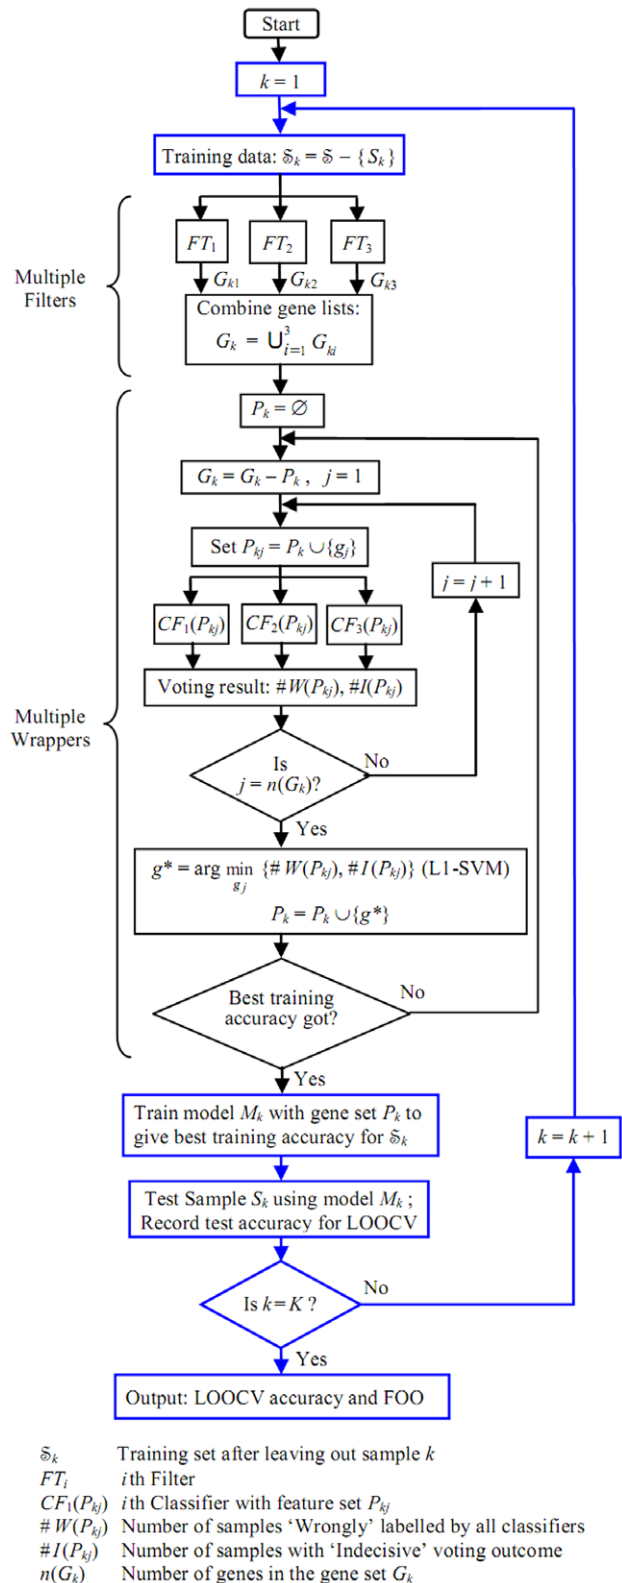 Start
k = 1
Training data: 𝕊k = 𝕊 – {Sk}
FT1 FT2 FT3
Gk1 Gk2 Gk3
Multiple
Filters
Combine gene lists:
Gk = ∪³i=1 Gki
Pk = ∅
Gk = Gk – Pk , j = 1
Set Pkj = Pk ∪{gj}
j = j + 1
CF1(Pkj) CF2(Pkj) CF3(Pkj)
Voting result: #W(Pkj), #I(Pkj)
Multiple
Wrappers
Is
j = n(Gk)?
No
Yes
g* = arg min gj {# W(Pkj), # I(Pkj)} (L1-SVM)
Pk = Pk ∪{g*}
Best training
accuracy got?
No
Yes
Train model Mk with gene set Pk to
give best training accuracy for 𝕊k
k = k + 1
Test Sample Sk using model Mk ;
Record test accuracy for LOOCV
Is k = K ?
No
Yes
Output: LOOCV accuracy and FOO
𝕊k Training set after leaving out sample k
FTi ith Filter
CF1(Pkj) ith Classifier with feature set Pkj
# W(Pkj) Number of samples ‘Wrongly’ labelled by all classifiers
# I(Pkj) Number of samples with ‘Indecisive’ voting outcome
n(Gk) Number of genes in the gene set Gk